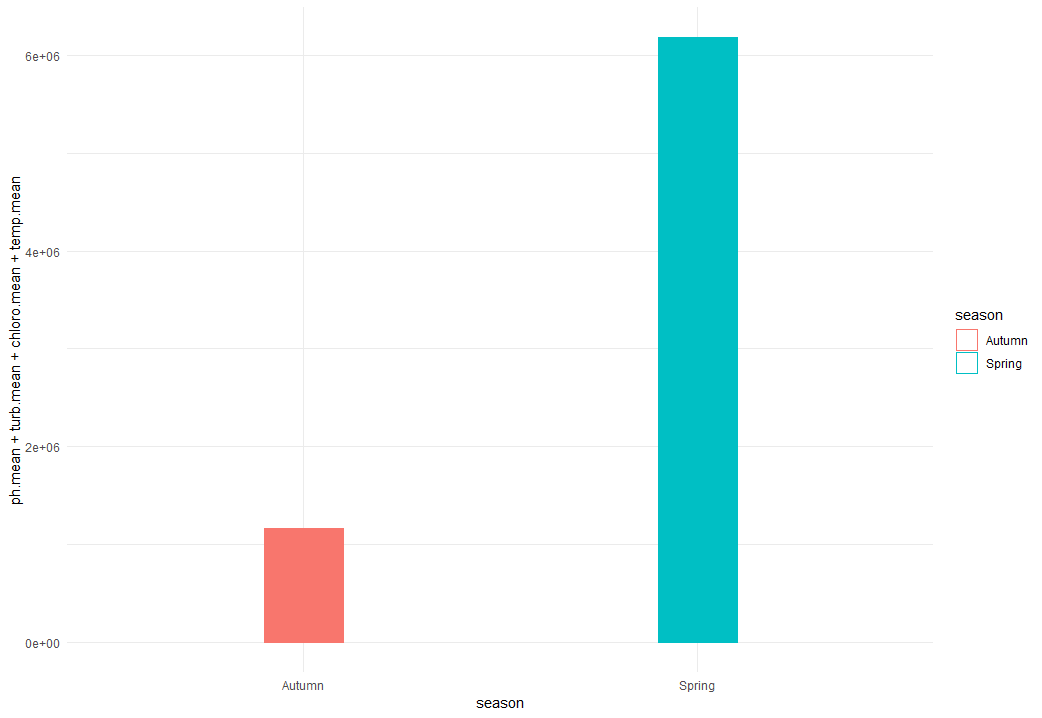 6e+06
4e+06
2e+06
0e+00
ph.mean + turb.mean + chloro.mean + temp.mean
Autumn
Spring
season
season
Autumn
Spring